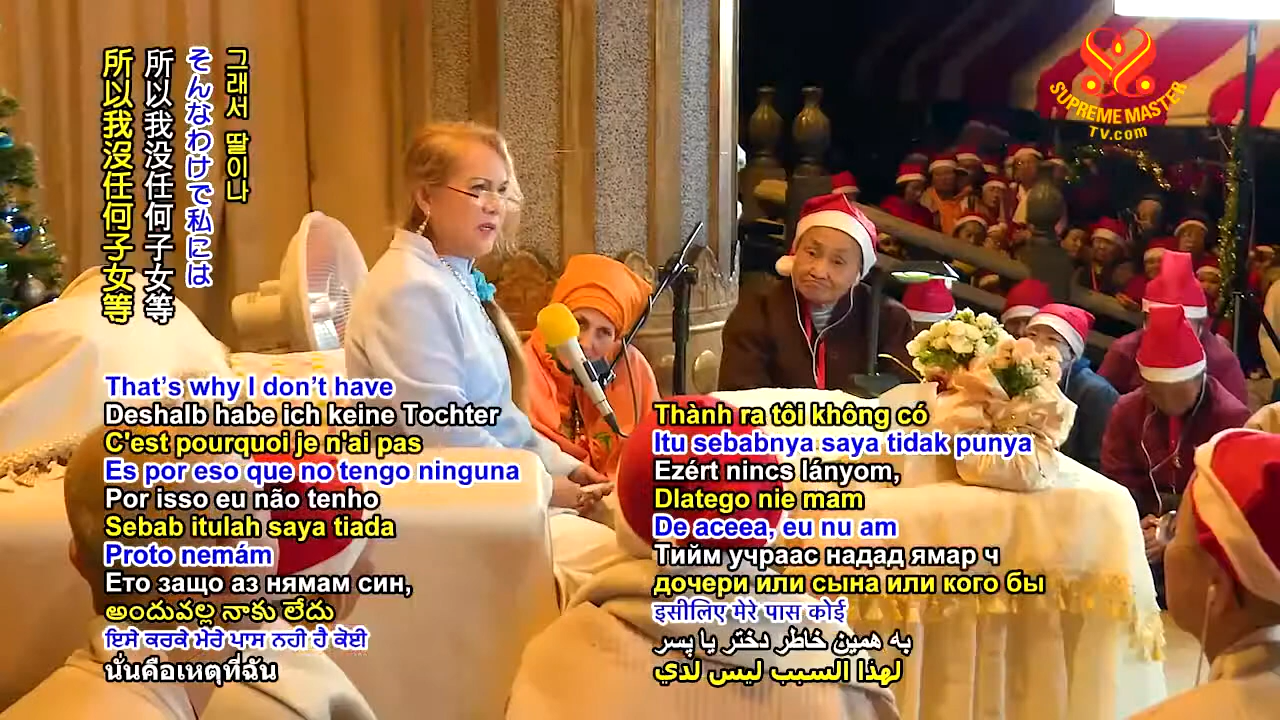 SUPREME MASTER
TV.com
그래서 딸이나
そんなわけで私には
所以我没任何子女等
所以我沒任何子女等
That's why I don't have
Deshalb habe ich keine Tochter
C'est pourquoi je n'ai pas
Es por eso que no tengo ninguna
Por isso eu não tenho
Sebab itulah saya tiada
Proto nemám
Ето защо аз нямам син,
అందువల్ల నాకు లేదు
ਇਸੇ ਕਰਕੇ ਮੇਰੇ ਪਾਸ ਨਹੀ ਹੈ ਕੋਈ
นั่นคือเหตุที่ฉัน
Thành ra tôi không có
Itu sebabnya saya tidak punya
Ezért nincs lányom,
Dlatego nie mam
De aceea, eu nu am
Тийм учраас надад ямар ч
дочери или сына или кого бы
इसीलिए मेरे पास कोई
به همین خاطر دختر یا پسر
لهذا السبب ليس لدي